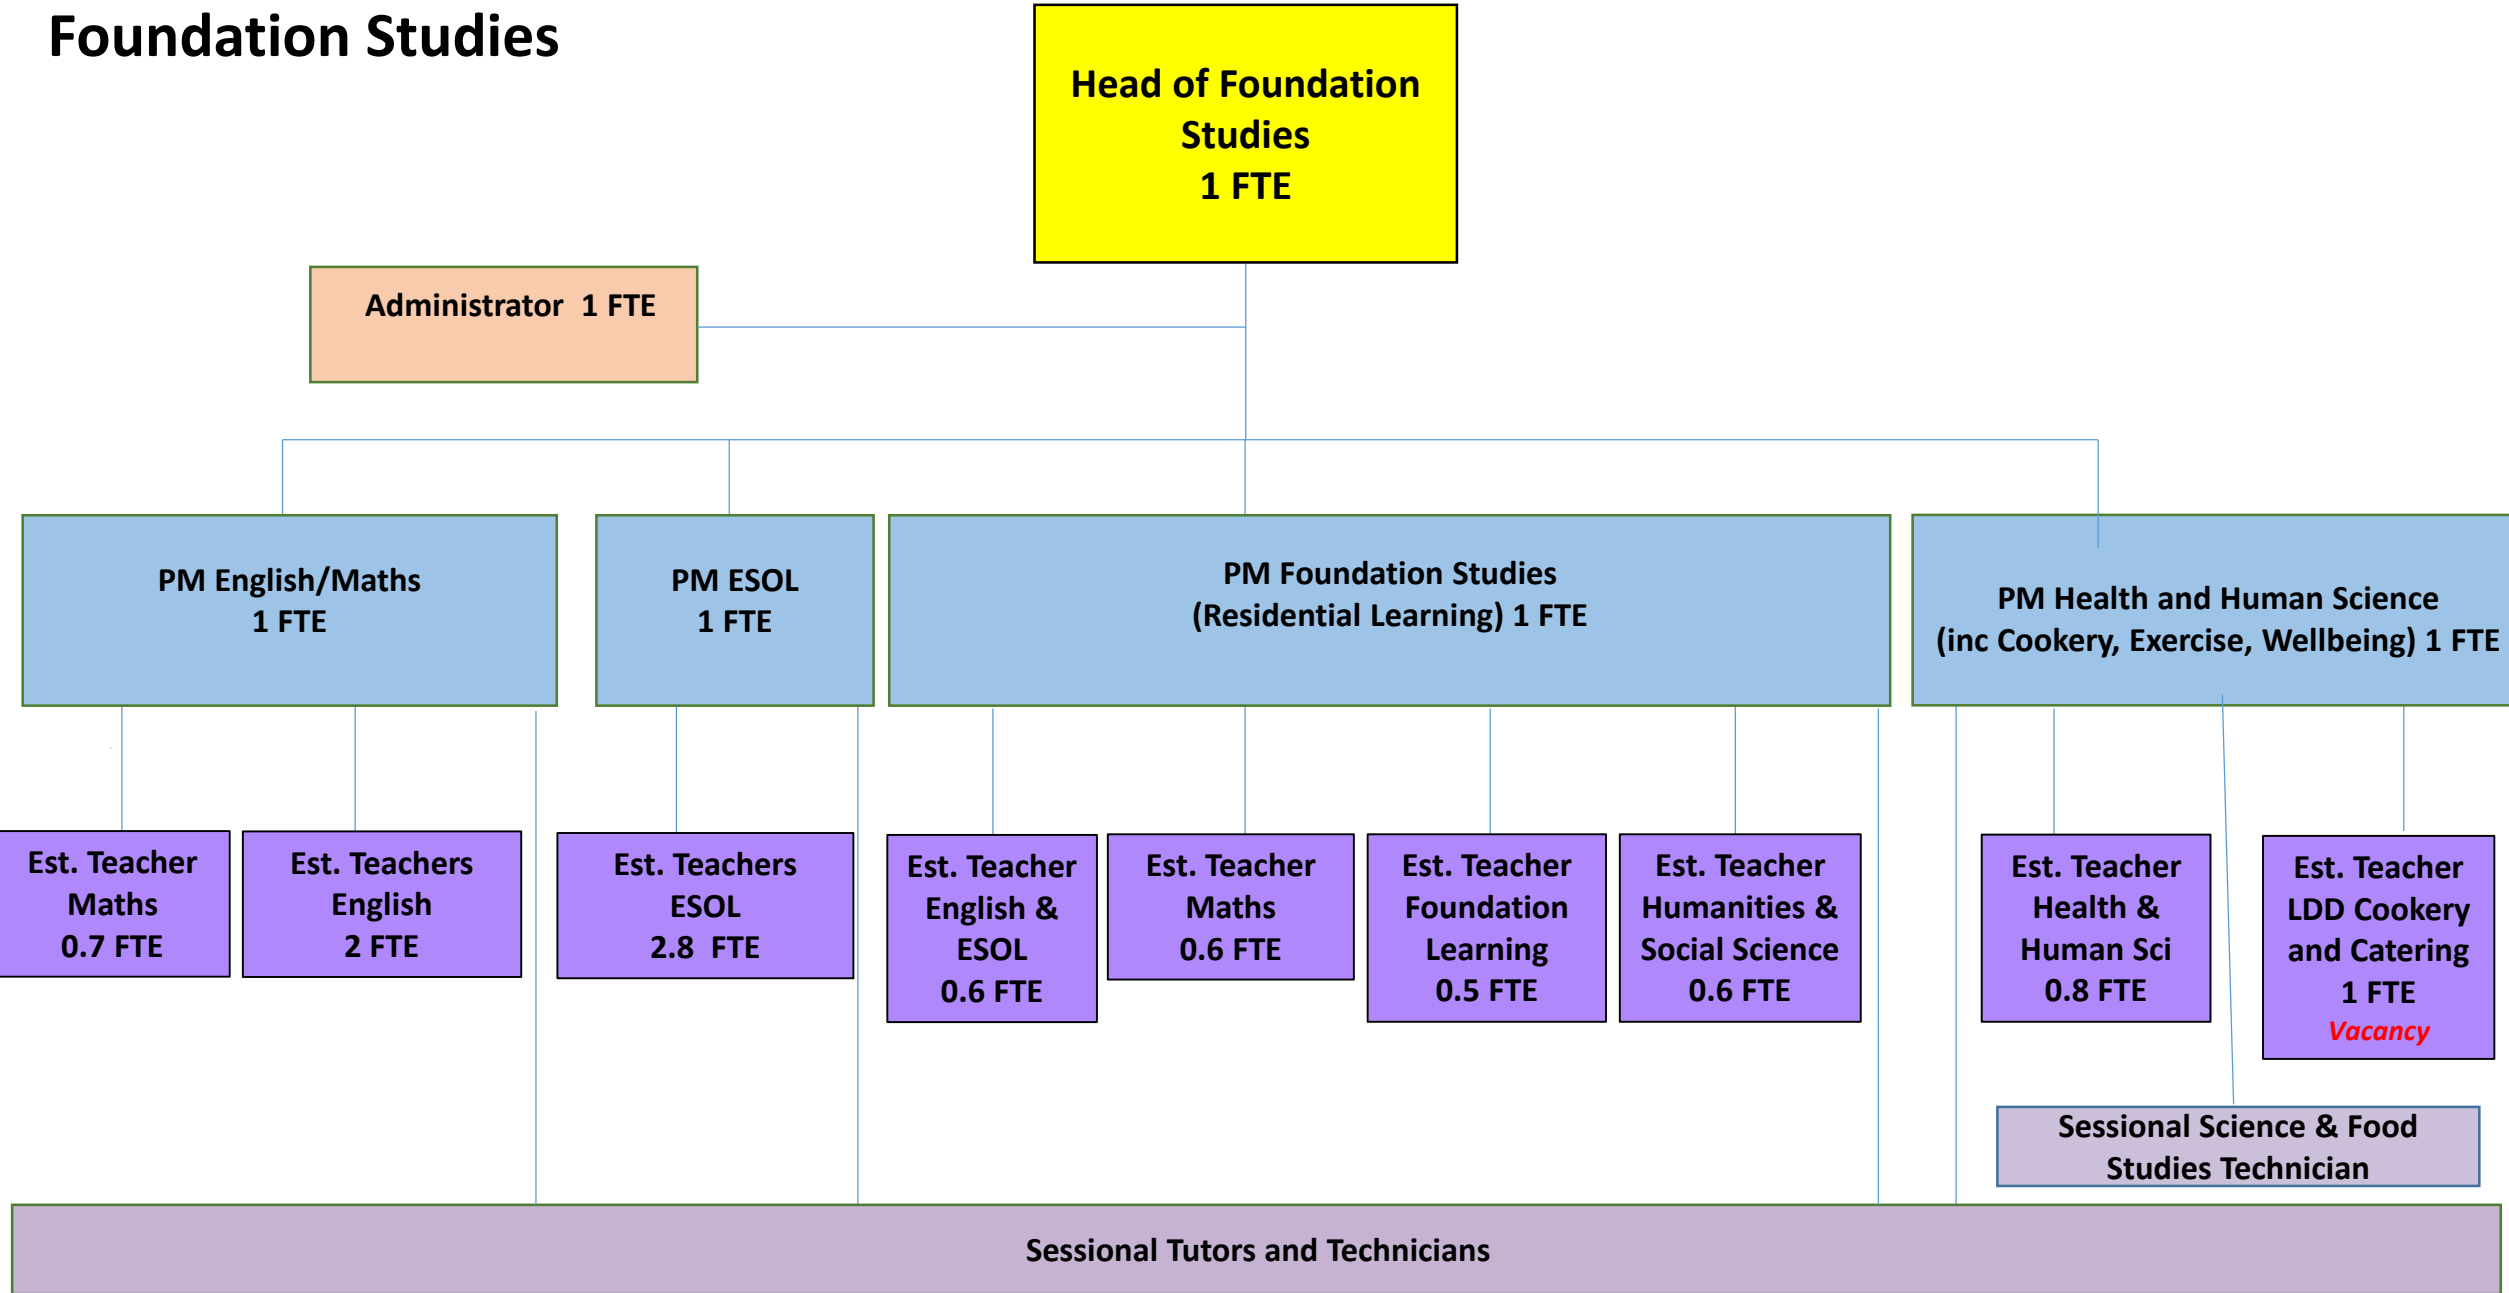 Foundation Studies
Head of Foundation
Studies
1 FTE
Administrator  1 FTE
PM English/Maths
1 FTE
PM ESOL
1 FTE
PM Foundation Studies
(Residential Learning) 1 FTE
PM Health and Human Science
(inc Cookery, Exercise, Wellbeing) 1 FTE
Est. Teacher
Maths
0.7 FTE
Est. Teachers
English
2 FTE
Est. Teachers
ESOL
2.8  FTE
Est. Teacher
English &
ESOL
0.6 FTE
Est. Teacher
Maths
0.6 FTE
Est. Teacher
Foundation
Learning
0.5 FTE
Est. Teacher
Humanities &
Social Science
0.6 FTE
Est. Teacher
Health &
Human Sci
0.8 FTE
Est. Teacher
LDD Cookery
and Catering
1 FTE
Vacancy
Sessional Science & Food
Studies Technician
Sessional Tutors and Technicians